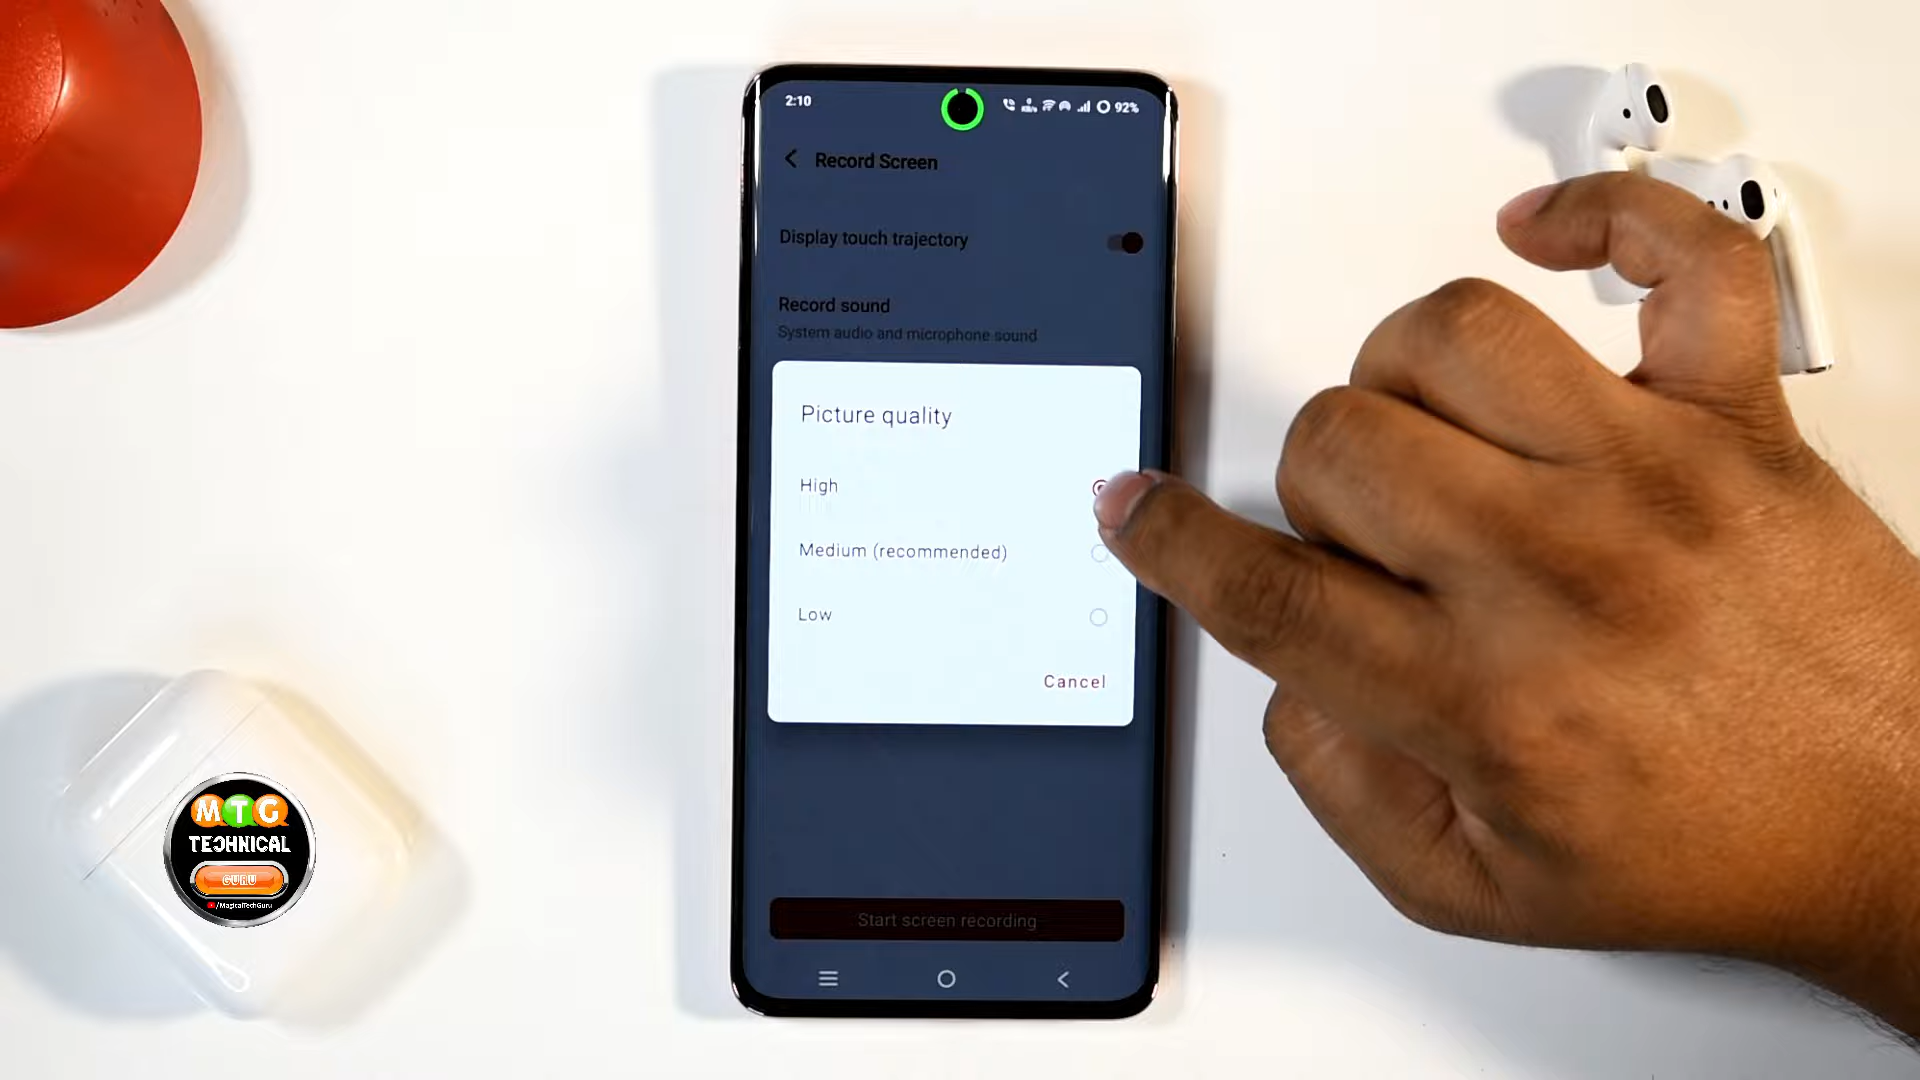 2:10
92%
Record Screen
Display touch trajectory
Record sound
System audio and microphone sound
Picture quality
High
Medium (recommended)
Low
Cancel
Start screen recording
MTG
TECHNICAL
GURU
/MagicalTechGuru